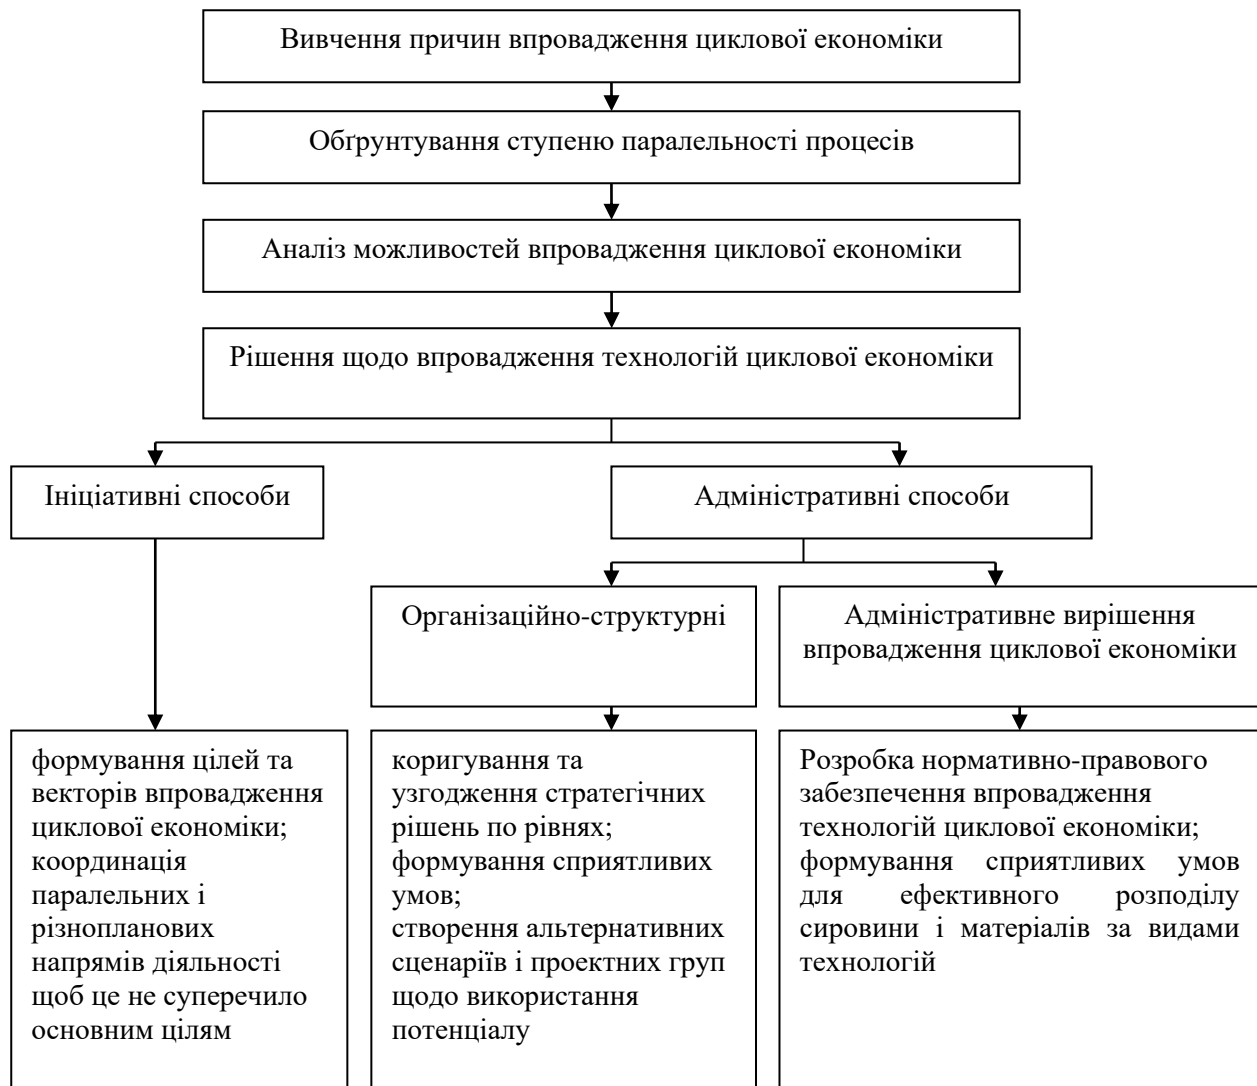 Вивчення причин впровадження циклової економіки
Обґрунтування ступеню паралельності процесів
Аналіз можливостей впровадження циклової економіки
Рішення щодо впровадження технологій циклової економіки
Ініціативні способи
Адміністративні способи
Організаційно-структурні
Адміністративне вирішення
впровадження циклової економіки
формування цілей та
векторів впровадження
циклової економіки;
координація
паралельних і
різнопланових
напрямів діяльності
щоб це не суперечило
основним цілям
коригування та
узгодження стратегічних
рішень по рівнях;
формування сприятливих
умов;
створення альтернативних
сценаріїв і проектних груп
щодо використання
потенціалу
Розробка нормативно-правового
забезпечення впровадження
технологій циклової економіки;
формування сприятливих умов
для ефективного розподілу
сировини і матеріалів за видами
технологій